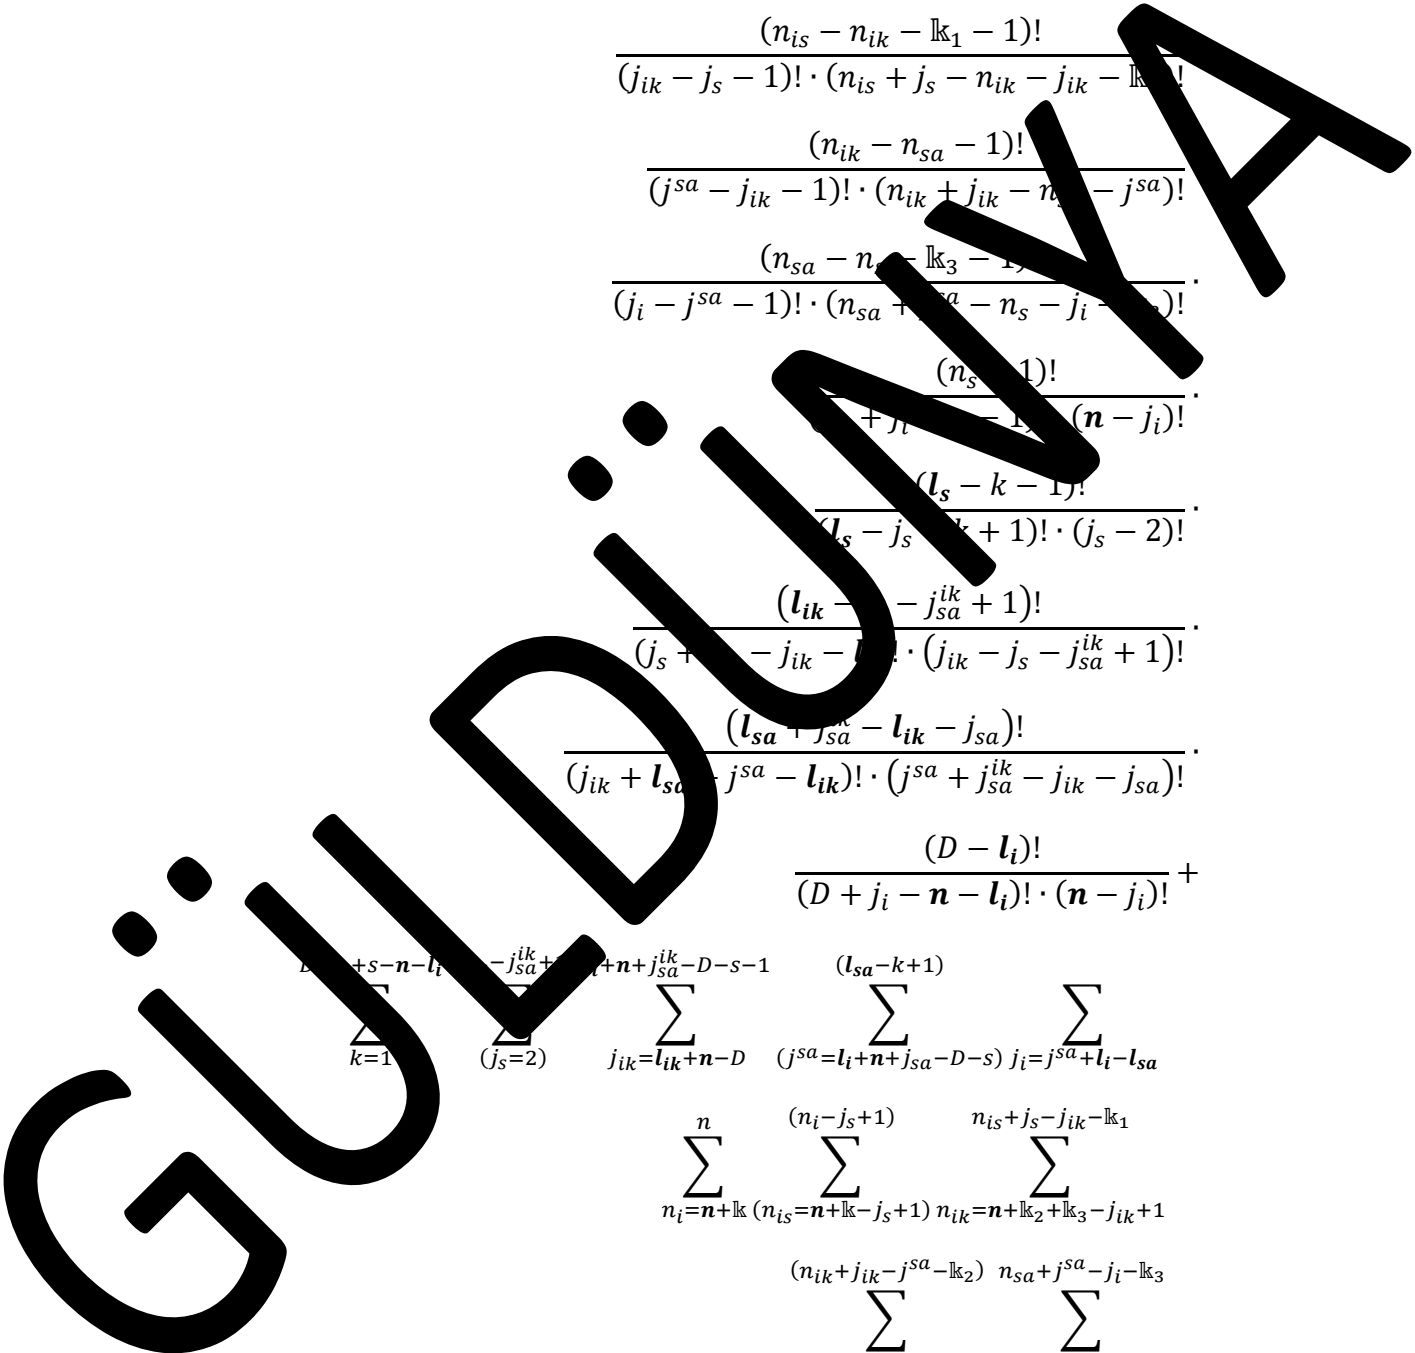 (n_{is} − n_{ik} − 𝕜_1 − 1)!
(j_{ik} − j_s − 1)! · (n_{is} + j_s − n_{ik} − j_{ik} − 𝕜 )!
(n_{ik} − n_{sa} − 1)!
(j^{sa} − j_{ik} − 1)! · (n_{ik} + j_{ik} − n − j^{sa})!
(n_{sa} − n − 𝕜_3 − 1)
(j_i − j^{sa} − 1)! · (n_{sa} + − n_s − j_i − )! ·
(n_s 1)!
+ j_i − 1) (𝒏 − j_i)! ·
(𝒍_𝒔 − k − 1)!
(𝒍_𝒔 − j_s k + 1)! · (j_s − 2)! ·
(𝒍_{𝒊𝒌} − − j_{sa}^{ik} + 1)!
(j_s + − j_{ik} − )! · (j_{ik} − j_s − j_{sa}^{ik} + 1)! ·
(𝒍_{𝒔𝒂} + j_{sa}^{ik} − 𝒍_{𝒊𝒌} − j_{sa})!
(j_{ik} + 𝒍_{𝒔𝒂} − j^{sa} − 𝒍_{𝒊𝒌})! · (j^{sa} + j_{sa}^{ik} − j_{ik} − j_{sa})! ·
(D − 𝒍_𝒊)!
(D + j_i − 𝒏 − 𝒍_𝒊)! · (𝒏 − j_i)! +
+s−𝒏−𝒍_𝒊 −j_{sa}^{ik}+ +𝒏+j_{sa}^{ik}−D−s−1 (𝒍_{𝒔𝒂}−k+1)
∑ ∑ ∑ ∑ ∑
k=1 (j_s=2) j_{ik}=𝒍_{𝒊𝒌}+𝒏−D (j^{sa}=𝒍_𝒊+𝒏+j_{sa}−D−s) j_i=j^{sa}+𝒍_𝒊−𝒍_{𝒔𝒂}
n (n_i−j_s+1) n_{is}+j_s−j_{ik}−𝕜_1
∑ ∑ ∑
n_i=𝒏+𝕜 (n_{is}=𝒏+𝕜−j_s+1) n_{ik}=𝒏+𝕜_2+𝕜_3−j_{ik}+1
(n_{ik}+j_{ik}−j^{sa}−𝕜_2) n_{sa}+j^{sa}−j_i−𝕜_3
∑ ∑
GÜLDÜNYA